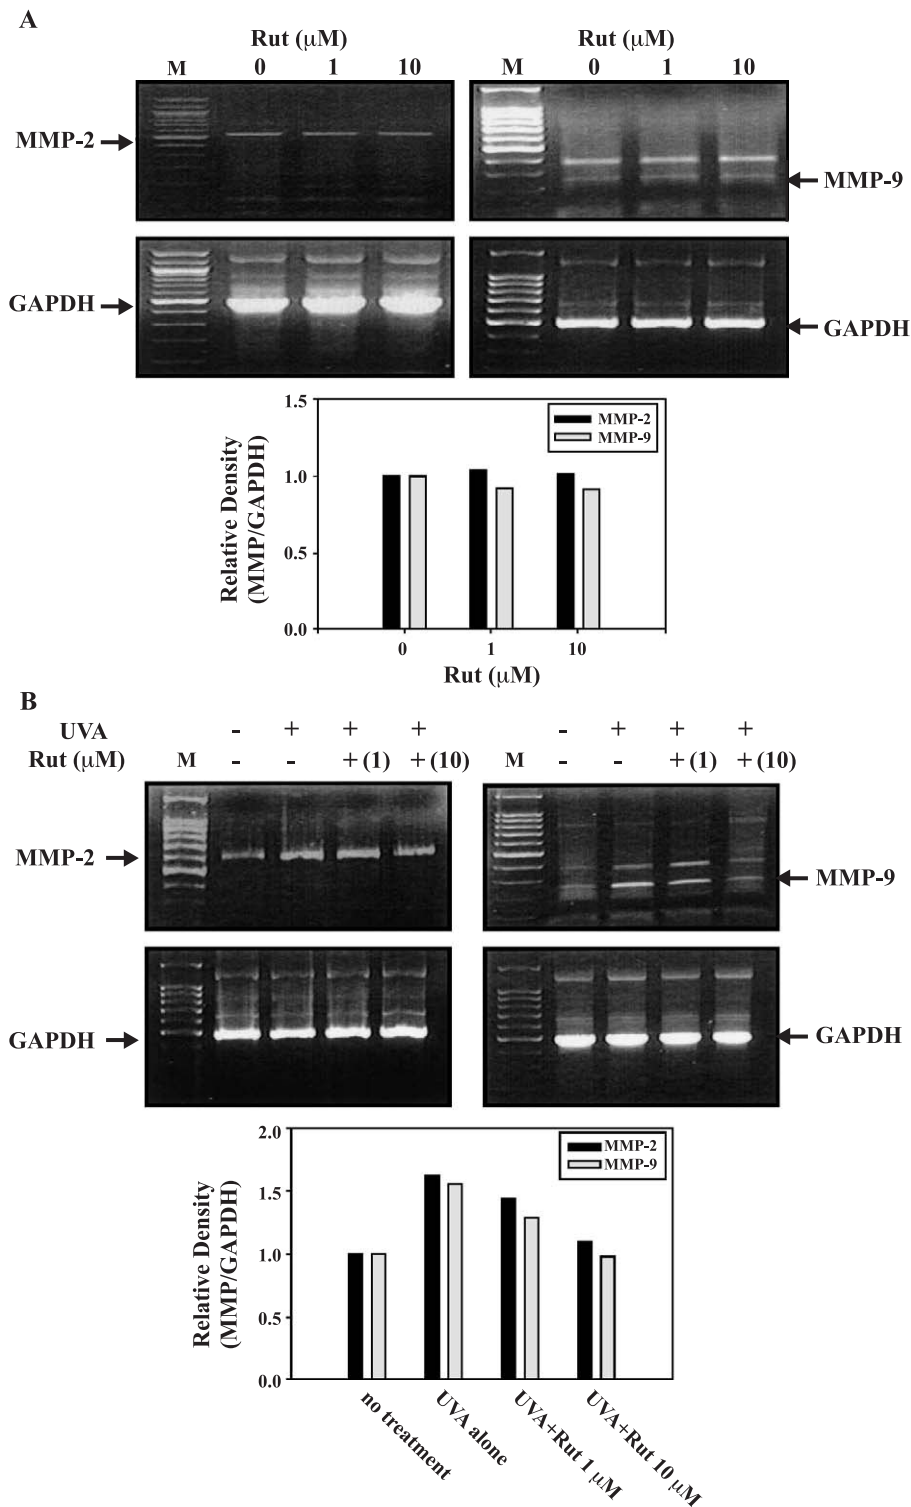 A
Rut (μM) Rut (μM)
M 0 1 10 M 0 1 10
MMP-2
MMP-9
GAPDH
GAPDH
1.5
MMP-2
MMP-9
1.0
0.5
0.0
Relative Density
(MMP/GAPDH)
0 1 10
Rut (μM)
B
UVA - + + + - + + +
Rut (μM) M - - + (1) + (10) M - - + (1) + (10)
MMP-2
MMP-9
GAPDH
GAPDH
2.0
MMP-2
MMP-9
1.5
1.0
0.5
0.0
Relative Density
(MMP/GAPDH)
no treatment
UVA alone
UVA+Rut 1 μM
UVA+Rut 10 μM